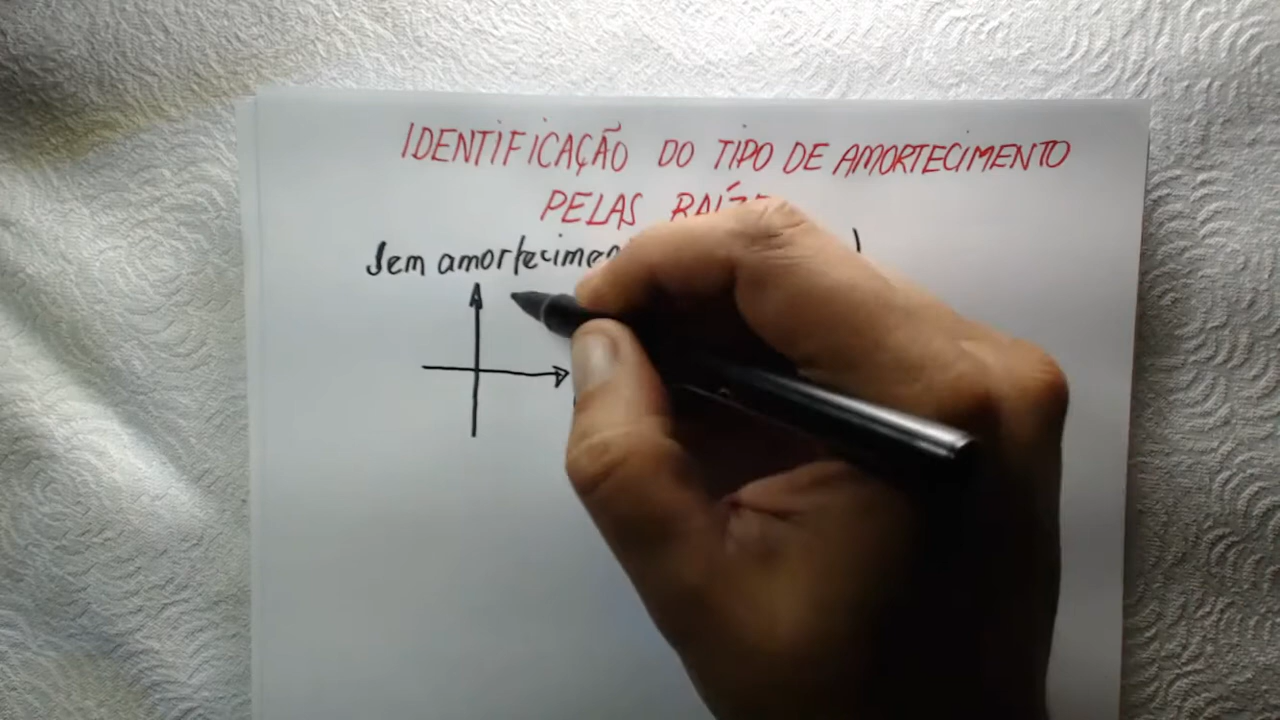 IDENTIFICAÇÃO DO TIPO DE AMORTECIMENTO
PELAS
Sem